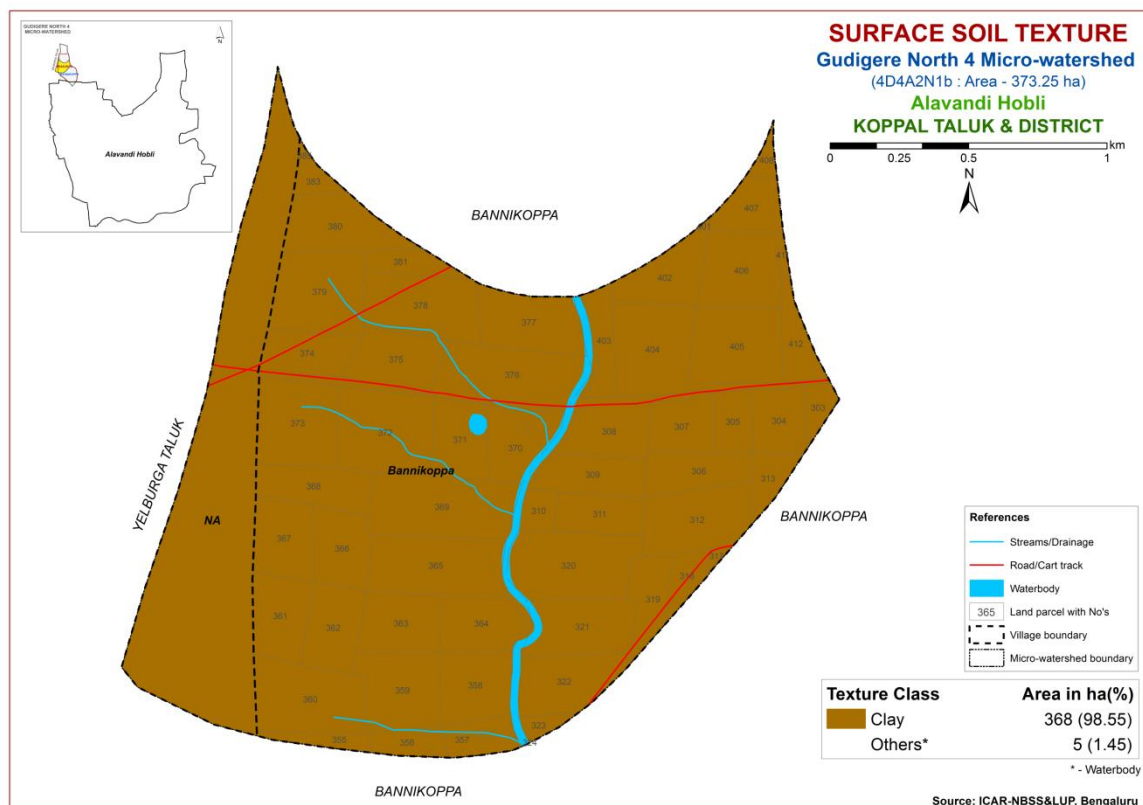 GUDIGERE NORTH 4
MICRO-WATERSHED
N
Alavandi Hobli
SURFACE SOIL TEXTURE
Gudigere North 4 Micro-watershed
(4D4A2N1b : Area - 373.25 ha)
Alavandi Hobli
KOPPAL TALUK & DISTRICT
km
0 0.25 0.5 1
N
BANNIKOPPA
383
407
380
406
381
402
379
378
377
403
404
405
412
374
375
376
303
373
371
370
308
307
305
304
Bannikoppa
368
369
309
306
313
310
311
312
YELBURGA TALUK
NA
BANNIKOPPA
367
366
365
320
318
319
361
362
363
364
321
360
359
358
322
323
355
356
357
BANNIKOPPA
References
Streams/Drainage
Road/Cart track
Waterbody
365 Land parcel with No's
Village boundary
Micro-watershed boundary
Texture Class Area in ha(%)
Clay 368 (98.55)
Others* 5 (1.45)
* - Waterbody
Source: ICAR-NBSS&LUP, Bengaluru